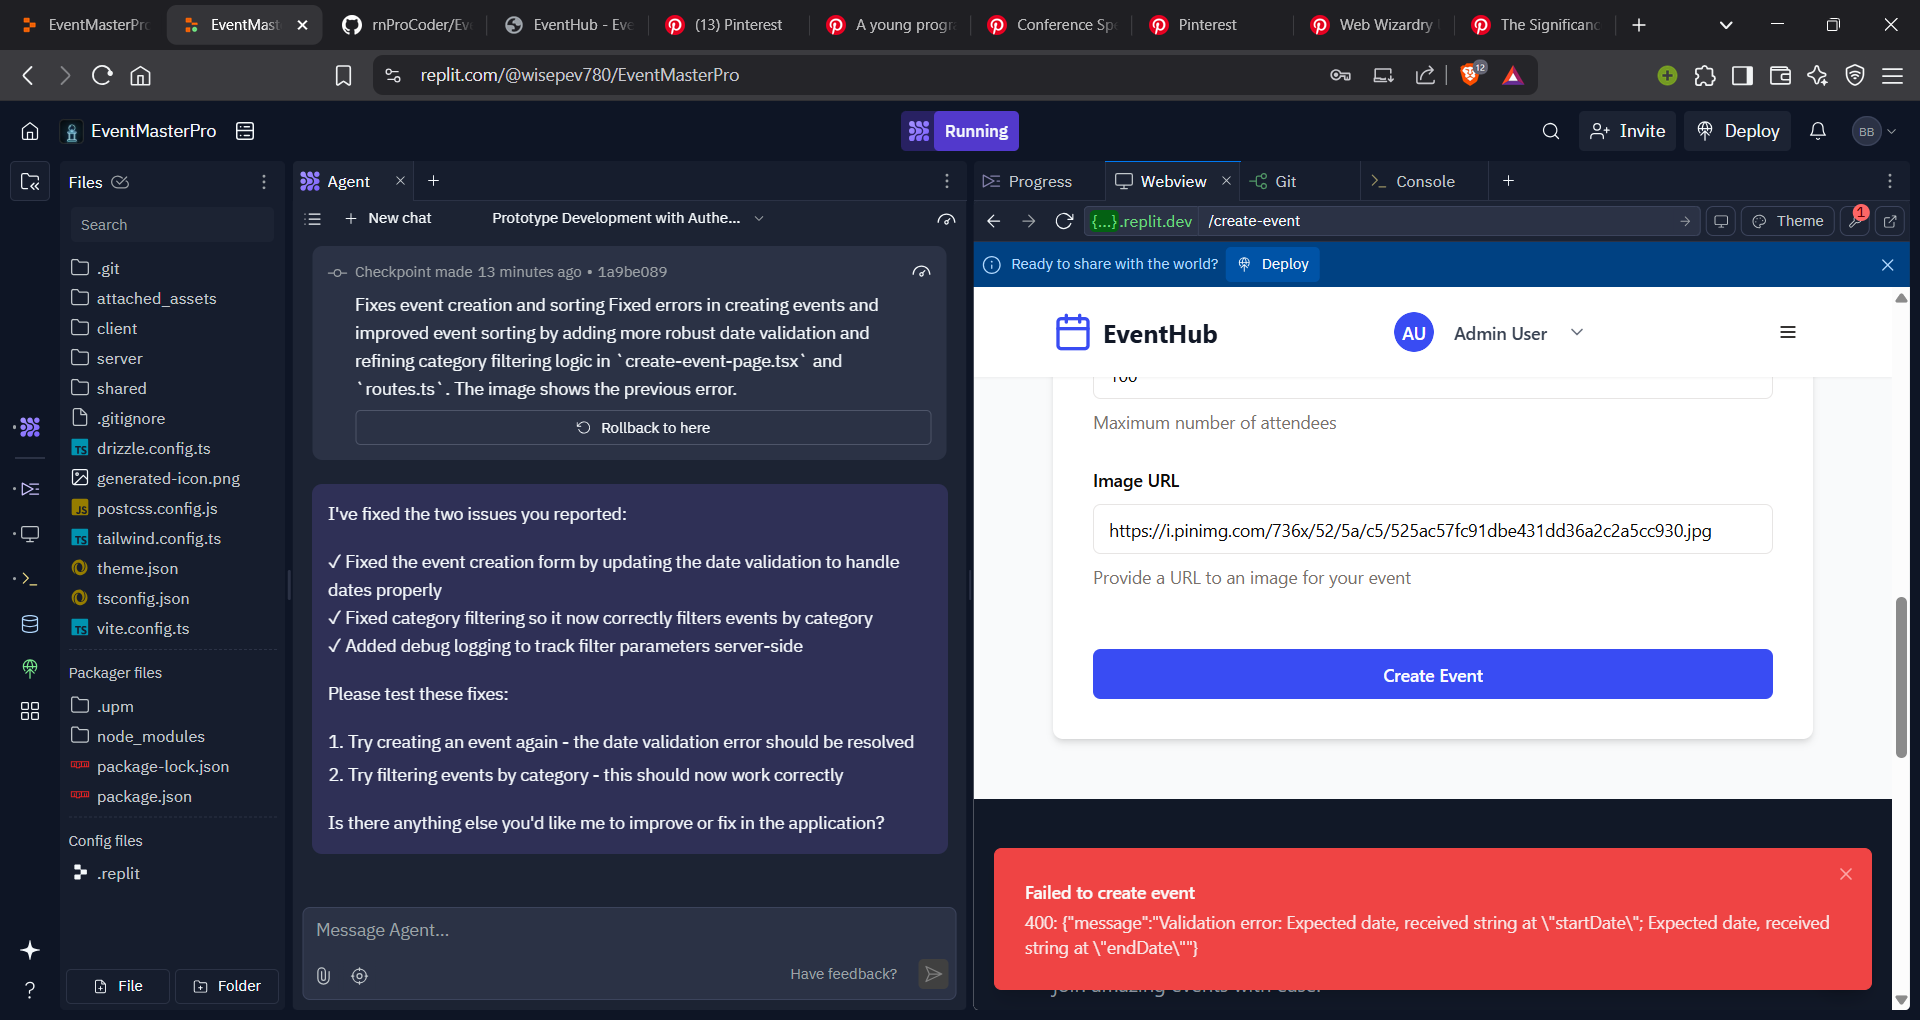 EventMasterPro
EventMast
rnProCoder/Eve
EventHub - Eve
(13) Pinterest
A young progra
Conference Spe
Pinterest
Web Wizardry
The Significanc
replit.com/@wisepev780/EventMasterPro
12
EventMasterPro
Running
Invite
Deploy
BB
Files
Search
.git
attached_assets
client
server
shared
.gitignore
TS drizzle.config.ts
generated-icon.png
JS postcss.config.js
TS tailwind.config.ts
theme.json
tsconfig.json
TS vite.config.ts
Packager files
.upm
node_modules
package-lock.json
package.json
Config files
.replit
File
Folder
Agent
New chat
Prototype Development with Authe...
Checkpoint made 13 minutes ago • 1a9be089
Fixes event creation and sorting Fixed errors in creating events and
improved event sorting by adding more robust date validation and
refining category filtering logic in `create-event-page.tsx` and
`routes.ts`. The image shows the previous error.
Rollback to here
I've fixed the two issues you reported:
✓ Fixed the event creation form by updating the date validation to handle
dates properly
✓ Fixed category filtering so it now correctly filters events by category
✓ Added debug logging to track filter parameters server-side
Please test these fixes:
1. Try creating an event again - the date validation error should be resolved
2. Try filtering events by category - this should now work correctly
Is there anything else you'd like me to improve or fix in the application?
Message Agent...
Have feedback?
Progress
Webview
Git
Console
{...}.replit.dev /create-event
Theme
1
Ready to share with the world?
Deploy
EventHub
AU
Admin User
100
Maximum number of attendees
Image URL
https://i.pinimg.com/736x/52/5a/c5/525ac57fc91dbe431dd36a2c2a5cc930.jpg
Provide a URL to an image for your event
Create Event
Failed to create event
400: {"message":"Validation error: Expected date, received string at \"startDate\"; Expected date, received
string at \"endDate\""}